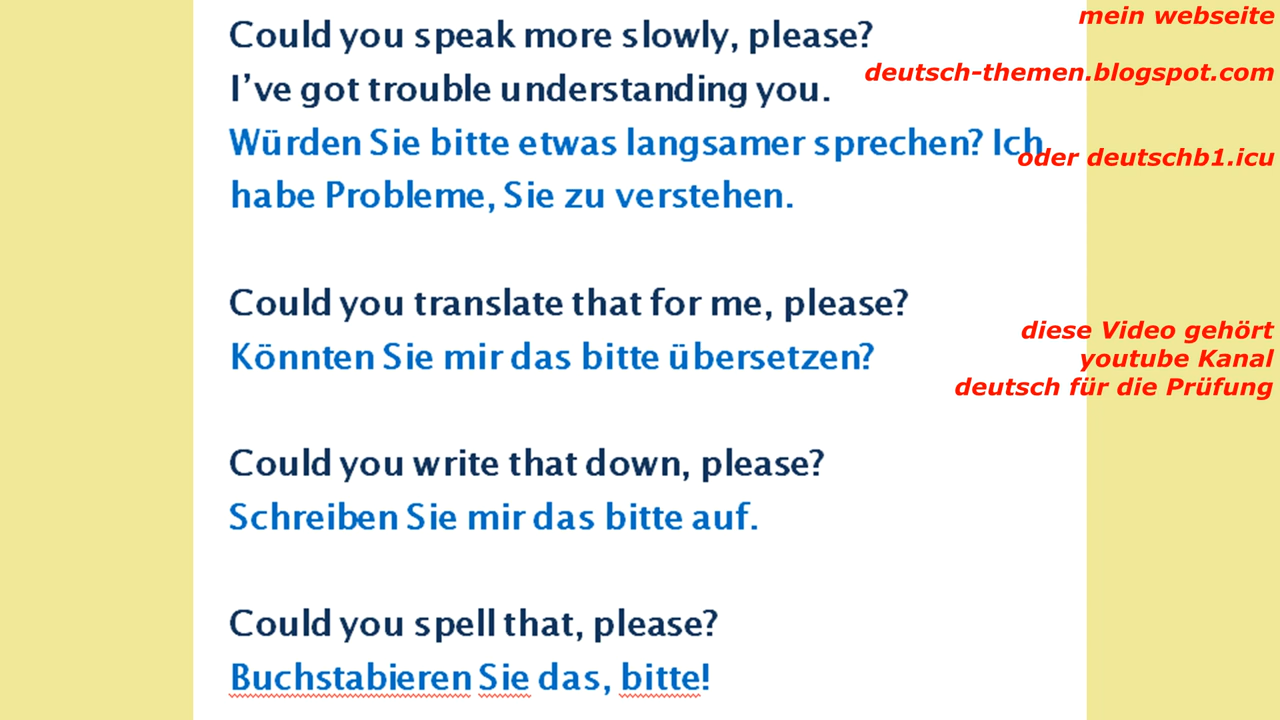 Could you speak more slowly, please?
I’ve got trouble understanding you.
Würden Sie bitte etwas langsamer sprechen? Ich
habe Probleme, Sie zu verstehen.
Could you translate that for me, please?
Könnten Sie mir das bitte übersetzen?
Could you write that down, please?
Schreiben Sie mir das bitte auf.
Could you spell that, please?
Buchstabieren Sie das, bitte!
mein webseite
deutsch-themen.blogspot.com
oder deutschb1.icu
diese Video gehört
youtube Kanal
deutsch für die Prüfung